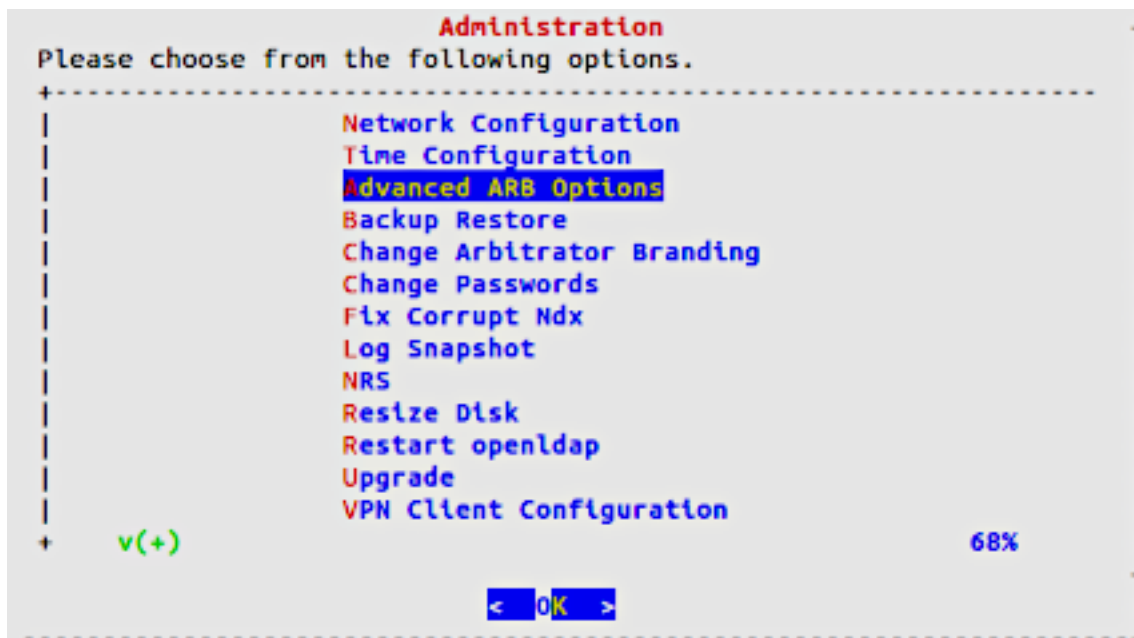 Administration
Please choose from the following options.
Network Configuration
Time Configuration
Advanced ARB Options
Backup Restore
Change Arbitrator Branding
Change Passwords
Fix Corrupt Ndx
Log Snapshot
NRS
Resize Disk
Restart openldap
Upgrade
VPN Client Configuration
v(+) 68%
< OK >